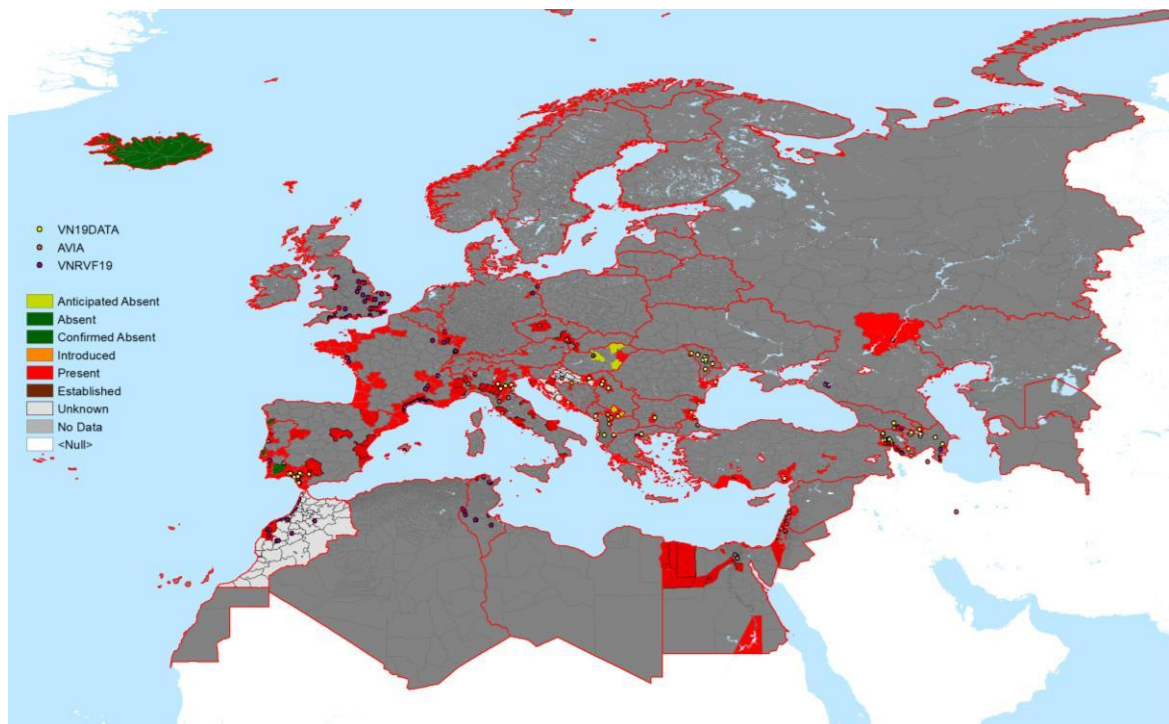 VN19DATA
AVIA
VNRVF19
Anticipated Absent
Absent
Confirmed Absent
Introduced
Present
Established
Unknown
No Data
<Null>